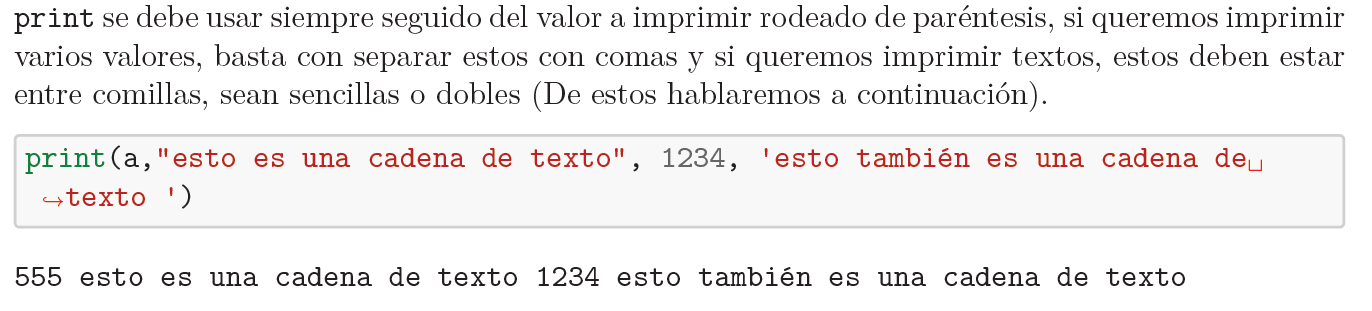 print se debe usar siempre seguido del valor a imprimir rodeado de paréntesis, si queremos imprimir
varios valores, basta con separar estos con comas y si queremos imprimir textos, estos deben estar
entre comillas, sean sencillas o dobles (De estos hablaremos a continuación).
print(a,"esto es una cadena de texto", 1234, 'esto también es una cadena de␣
↪texto ')
555 esto es una cadena de texto 1234 esto también es una cadena de texto